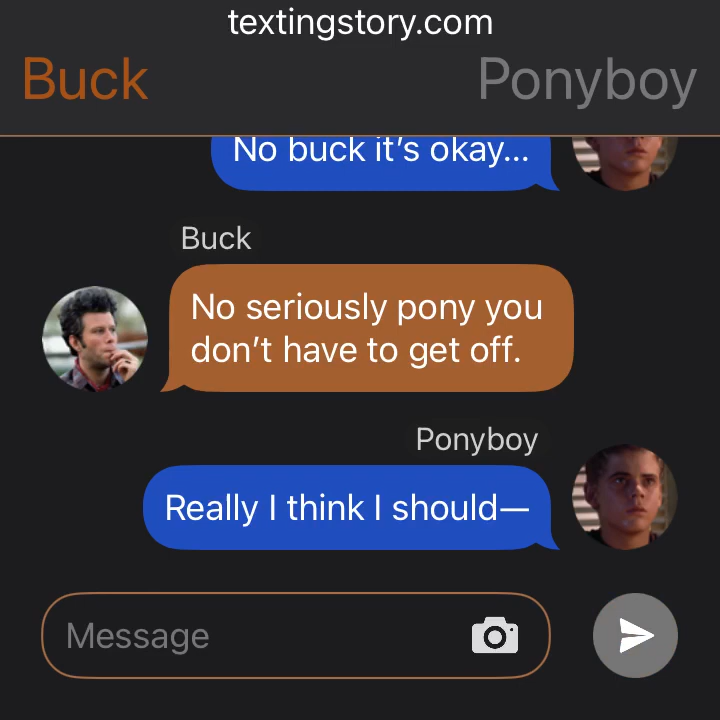 textingstory.com
Buck
Ponyboy
No buck it’s okay...
Buck
No seriously pony you
don’t have to get off.
Ponyboy
Really I think I should—
Message